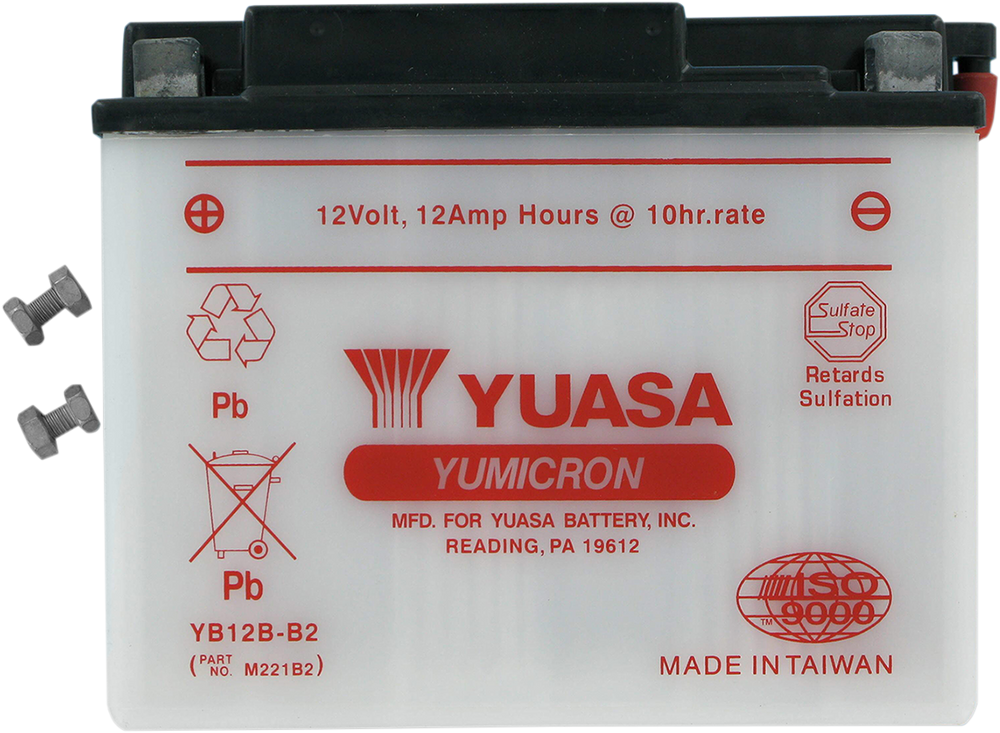 12Volt, 12Amp Hours @ 10hr.rate
Sulfate
Stop
Retards
Sulfation
Pb
YUASA
YUMICRON
MFD. FOR YUASA BATTERY, INC.
READING, PA 19612
Pb
YB12B-B2
(PART NO. M221B2)
ISO
9000
TM
MADE IN TAIWAN